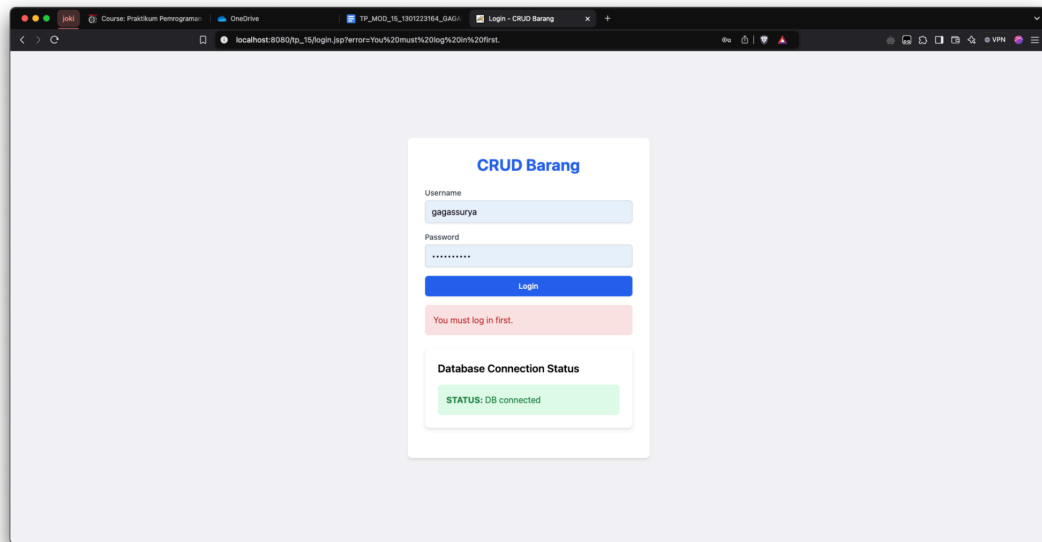 joki
Course: Praktikum Pemrograman
OneDrive
TP_MOD_15_1301223164_GAGA
Login - CRUD Barang
localhost:8080/tp_15/login.jsp?error=You%20must%20log%20in%20first.
VPN
CRUD Barang
Username
gagassurya
Password
••••••••••
Login
You must log in first.
Database Connection Status
STATUS: DB connected